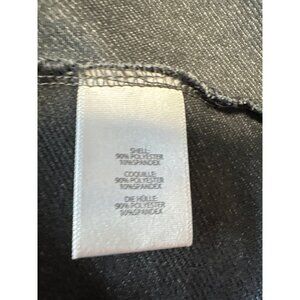 SHELL:
90% POLYESTER
10%SPANDEX
COQUILLE:
90% POLYESTER
10%SPANDEX
DIE HÜLLE:
90% POLYESTER
10%SPANDEX